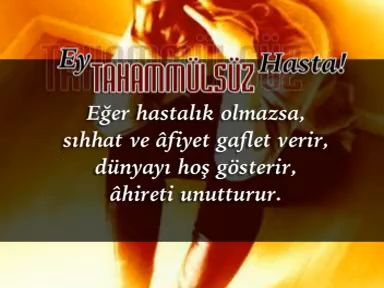 Ey TAHAMMÜLSÜZ Hasta!
Eğer hastalık olmazsa,
sıhhat ve âfiyet gaflet verir,
dünyayı hoş gösterir,
âhireti unutturur.